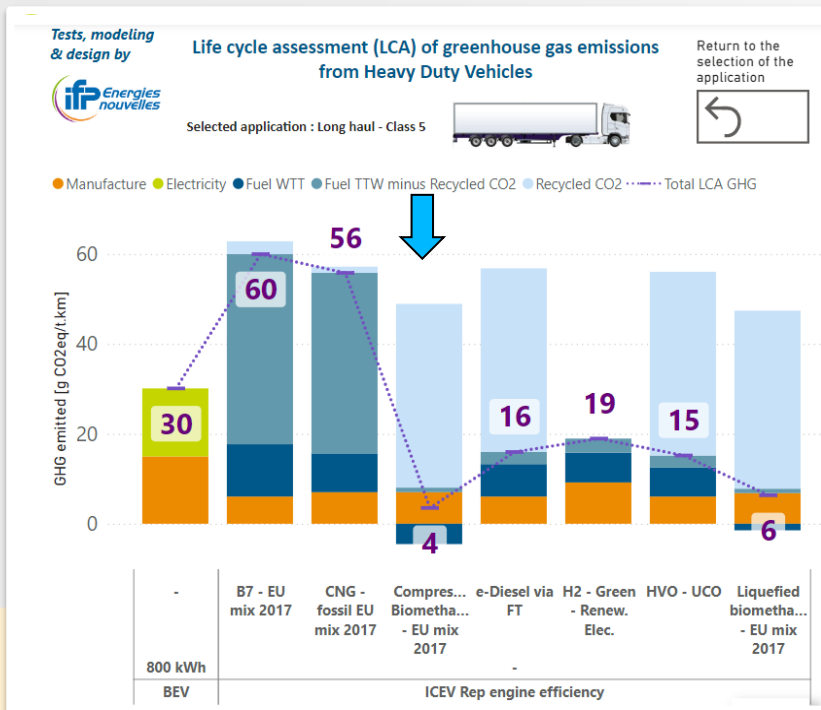 Tests, modeling
& design by
ifp Energies
nouvelles
Life cycle assessment (LCA) of greenhouse gas emissions
from Heavy Duty Vehicles
Selected application : Long haul - Class 5
Return to the
selection of the
application
Manufacture Electricity Fuel WTT Fuel TTW minus Recycled CO2 Recycled CO2 Total LCA GHG
GHG emitted [g CO2eq/t.km]
60
40
20
0
30
60
56
4
16
19
15
6
-
800 kWh
BEV
B7 - EU
mix 2017
CNG -
fossil EU
mix 2017
Compres...
Biometha...
- EU mix
2017
e-Diesel via
FT
H2 - Green
- Renew.
Elec.
HVO - UCO
Liquefied
biometha...
- EU mix
2017
-
ICEV Rep engine efficiency